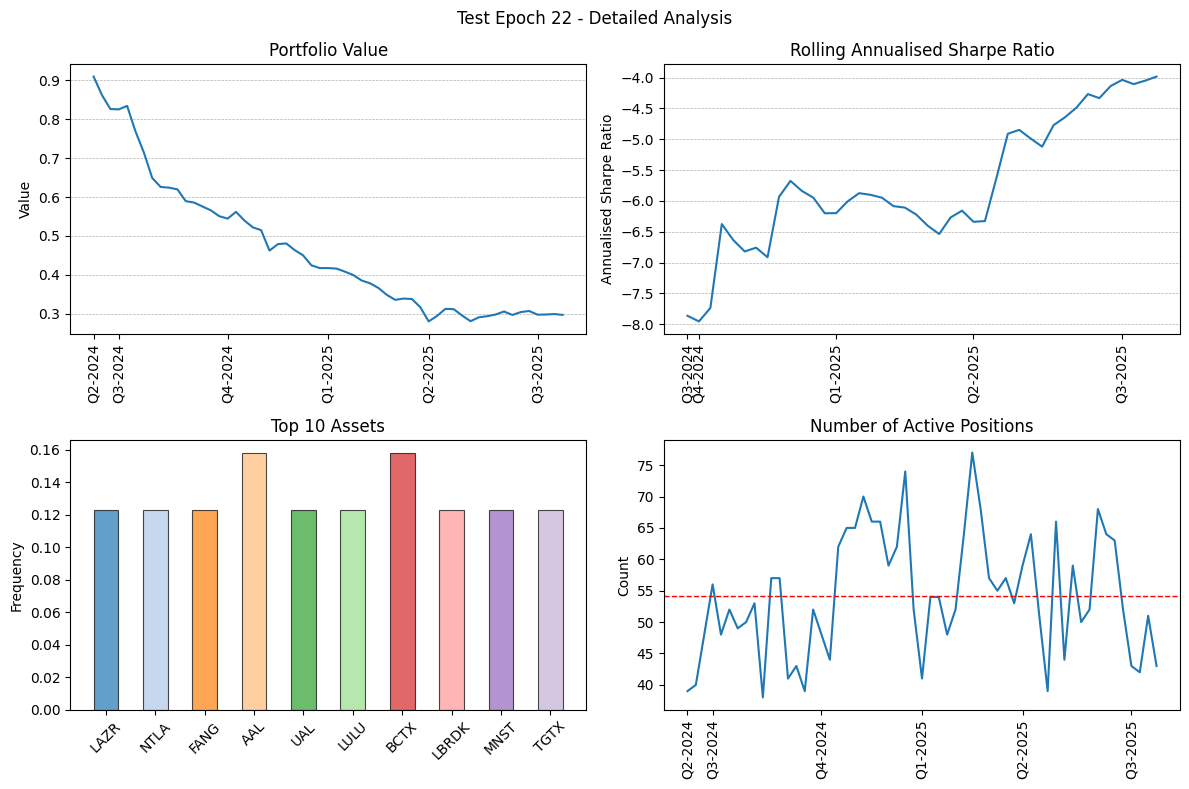 Test Epoch 22 - Detailed Analysis
Portfolio Value
Value
0.9
0.8
0.7
0.6
0.5
0.4
0.3
Q2-2024
Q3-2024
Q4-2024
Q1-2025
Q2-2025
Q3-2025
Rolling Annualised Sharpe Ratio
Annualised Sharpe Ratio
−4.0
−4.5
−5.0
−5.5
−6.0
−6.5
−7.0
−7.5
−8.0
Q3-2024
Q4-2024
Q1-2025
Q2-2025
Q3-2025
Top 10 Assets
Frequency
0.16
0.14
0.12
0.10
0.08
0.06
0.04
0.02
0.00
LAZR
NTLA
FANG
AAL
UAL
LULU
BCTX
LBRDK
MNST
TGTX
Number of Active Positions
Count
75
70
65
60
55
50
45
40
Q2-2024
Q3-2024
Q4-2024
Q1-2025
Q2-2025
Q3-2025